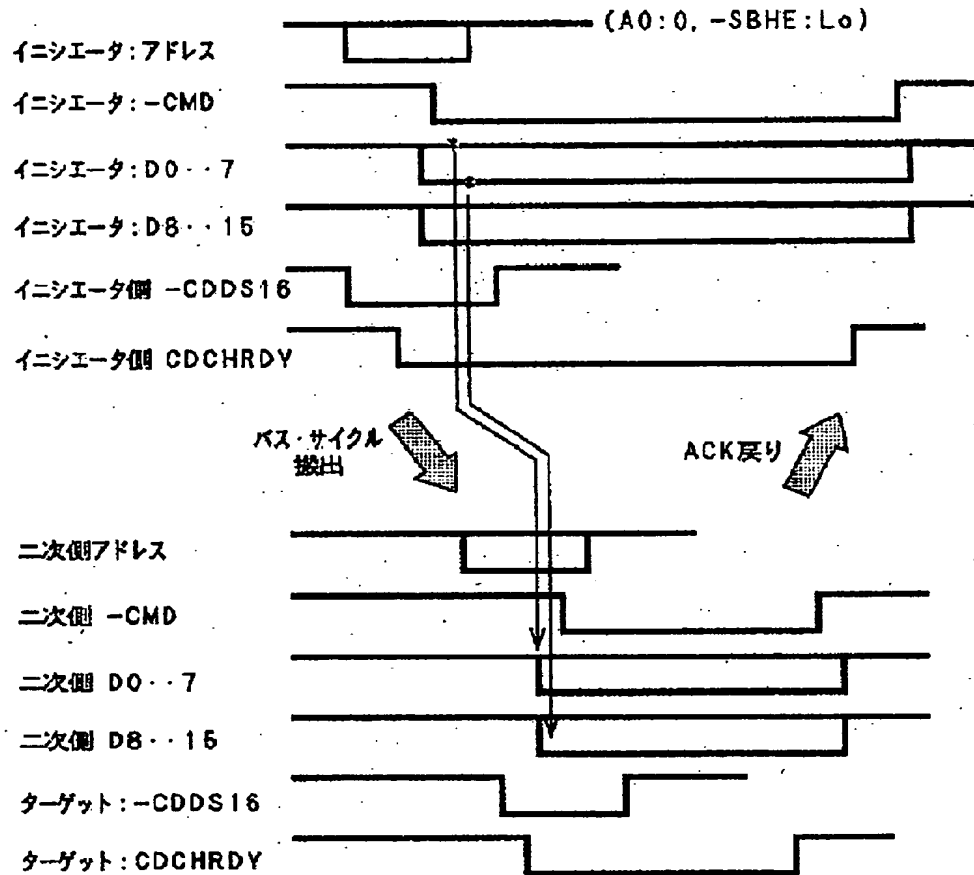 (A0:0, -SBHE:Lo)
イニシエータ:アドレス
イニシエータ:-CMD
イニシエータ:D0・・7
イニシエータ:D8・・15
イニシエータ側 -CDDS16
イニシエータ側 CDCHRDY
バス・サイクル
搬出
ACK戻り
二次側アドレス
二次側 -CMD
二次側 D0・・7
二次側 D8・・15
ターゲット:-CDDS16
ターゲット:CDCHRDY